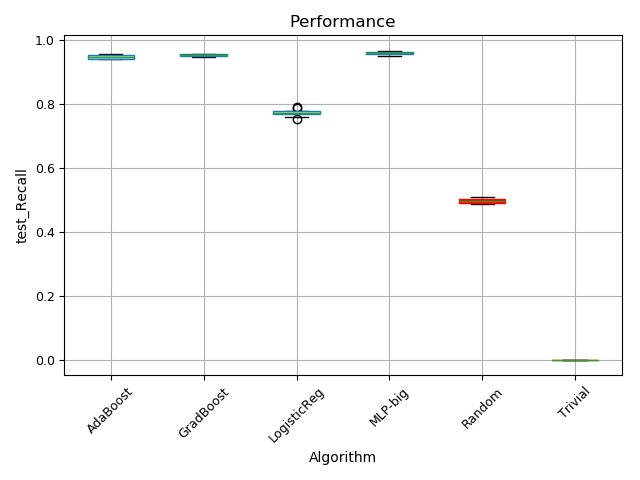 Performance
1.0
0.8
0.6
0.4
0.2
0.0
test_Recall
AdaBoost
GradBoost
LogisticReg
MLP-big
Random
Trivial
Algorithm